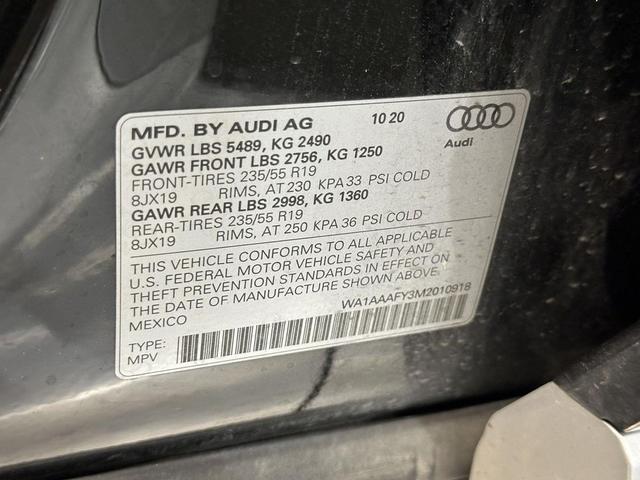 MFD. BY AUDI AG 10 20
Audi
GVWR LBS 5489, KG 2490
GAWR FRONT LBS 2756, KG 1250
FRONT-TIRES 235/55 R19
8JX19 RIMS, AT 230 KPA 33 PSI COLD
GAWR REAR LBS 2998, KG 1360
REAR-TIRES 235/55 R19
8JX19 RIMS, AT 250 KPA 36 PSI COLD
THIS VEHICLE CONFORMS TO ALL APPLICABLE
U.S. FEDERAL MOTOR VEHICLE SAFETY AND
THEFT PREVENTION STANDARDS IN EFFECT ON
THE DATE OF MANUFACTURE SHOWN ABOVE.
MEXICO WA1AAAFY3M2010918
TYPE:
MPV